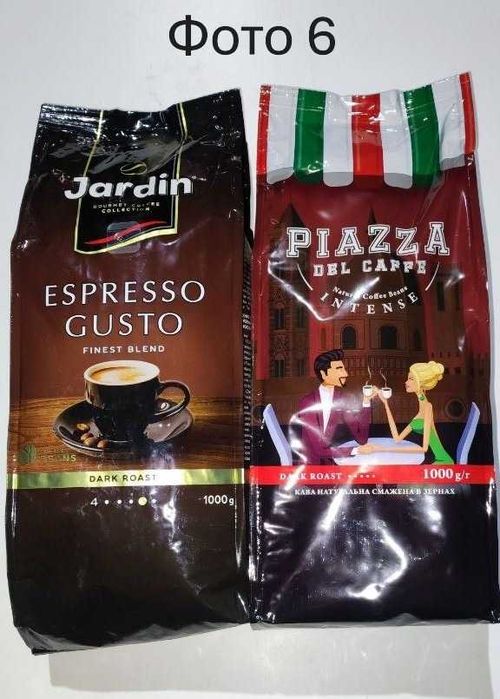 Фото 6
Jardin
GOURMET COFFEE
COLLECTION
ESPRESSO
GUSTO
FINEST BLEND
DARK ROAST
4
1000g
PIAZZA
DEL CAFFE
Natural Coffee Beans
INTENSE
DARK ROAST
1000 g/г
КАВА НАТУРАЛЬНА СМАЖЕНА В ЗЕРНАХ